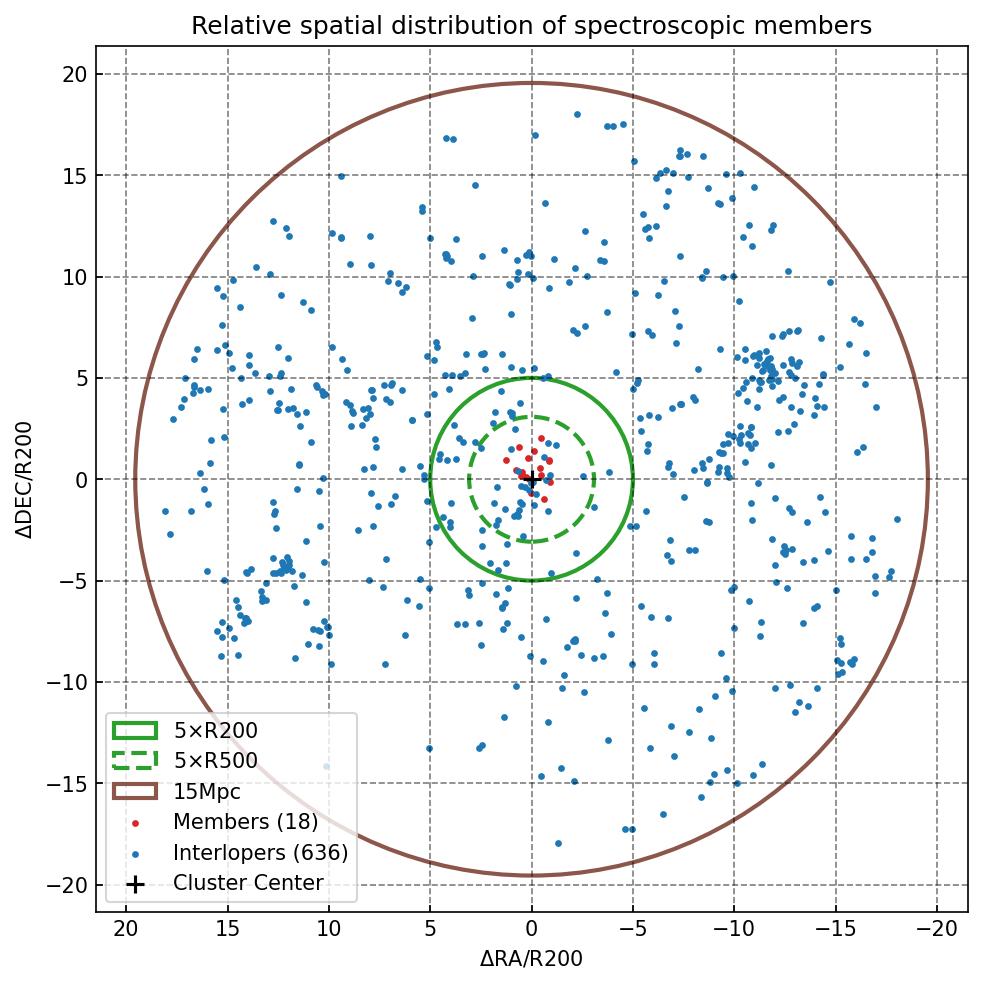 Relative spatial distribution of spectroscopic members
20
15
10
5
0
−5
−10
−15
−20
ΔDEC/R200
5×R200
5×R500
15Mpc
Members (18)
Interlopers (636)
Cluster Center
20 15 10 5 0 −5 −10 −15 −20
ΔRA/R200